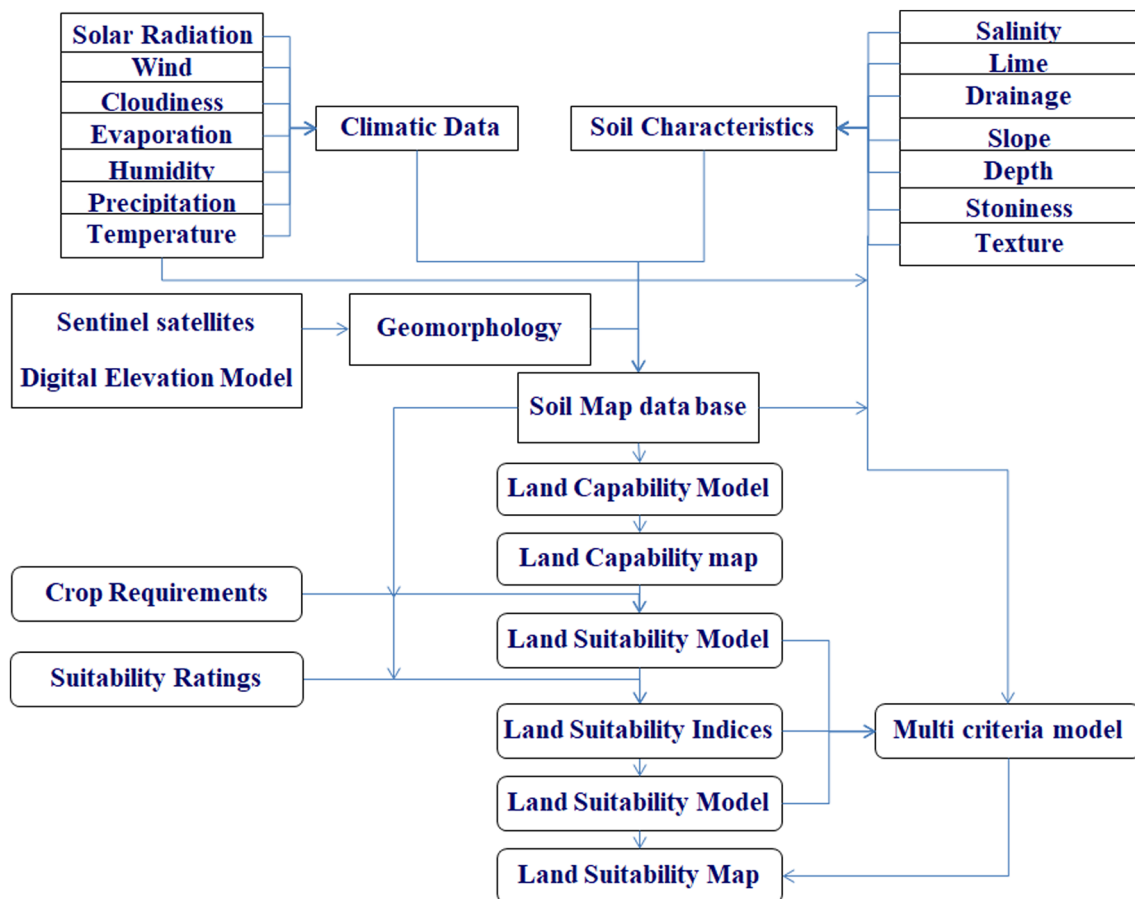 Solar Radiation
Wind
Cloudiness
Evaporation
Humidity
Precipitation
Temperature
Climatic Data
Soil Characteristics
Salinity
Lime
Drainage
Slope
Depth
Stoniness
Texture
Sentinel satellites
Digital Elevation Model
Geomorphology
Soil Map data base
Land Capability Model
Land Capability map
Crop Requirements
Land Suitability Model
Suitability Ratings
Land Suitability Indices
Multi criteria model
Land Suitability Model
Land Suitability Map